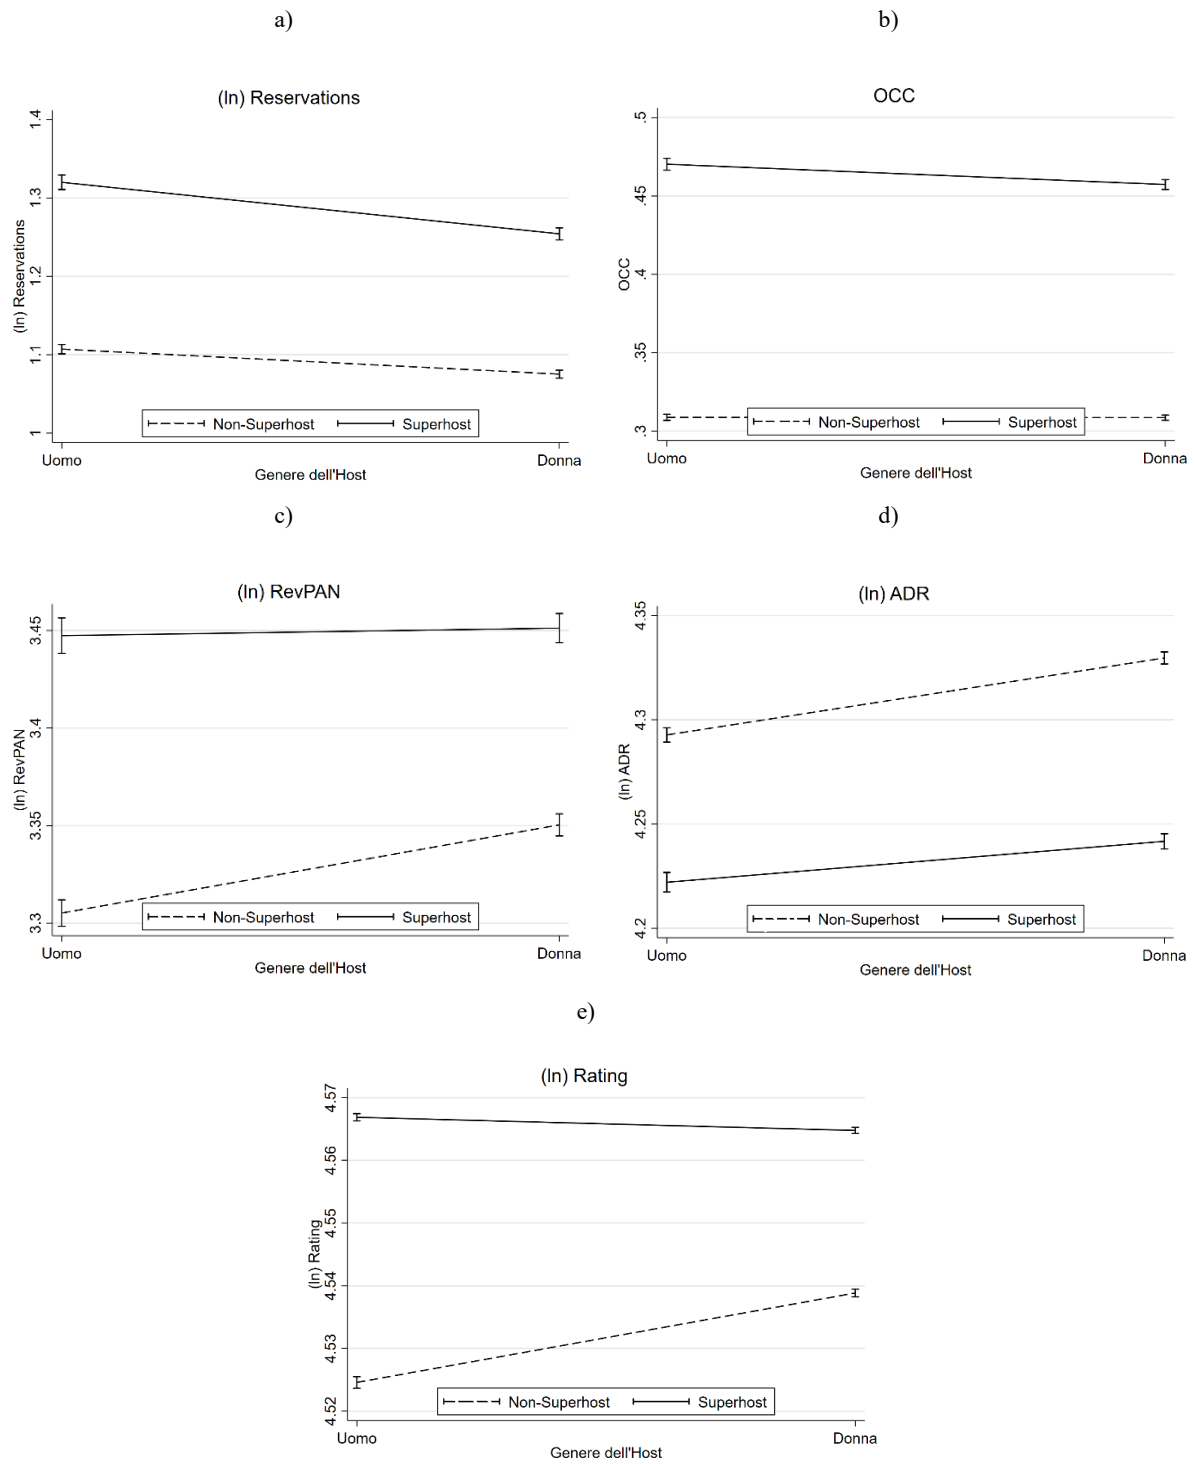 a)
b)
(ln) Reservations
OCC
(ln) Reservations
1.4
1.3
1.2
1.1
1
Non-Superhost
Superhost
Uomo
Donna
Genere dell'Host
OCC
.5
.45
.4
.35
.3
Non-Superhost
Superhost
Uomo
Donna
Genere dell'Host
c)
d)
(ln) RevPAN
(ln) ADR
(ln) RevPAN
3.45
3.4
3.35
3.3
Non-Superhost
Superhost
Uomo
Donna
Genere dell'Host
(ln) ADR
4.35
4.3
4.25
4.2
Non-Superhost
Superhost
Uomo
Donna
Genere dell'Host
e)
(ln) Rating
(ln) Rating
4.57
4.56
4.55
4.54
4.53
4.52
Non-Superhost
Superhost
Uomo
Donna
Genere dell'Host